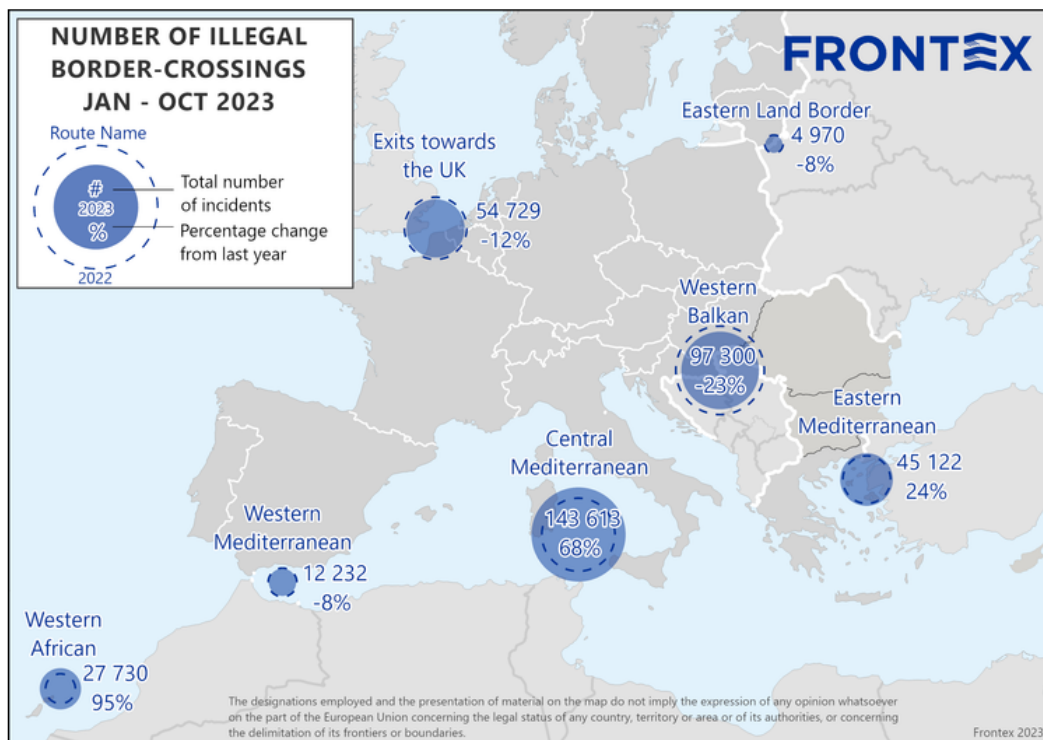 NUMBER OF ILLEGAL
BORDER-CROSSINGS
JAN - OCT 2023
Route Name
#
2023
%
2022
Total number
of incidents
Percentage change
from last year
FRONTEX
Eastern Land Border
4 970
-8%
Exits towards
the UK
54 729
-12%
Western
Balkan
97 300
-23%
Eastern
Mediterranean
45 122
24%
Central
Mediterranean
143 613
68%
Western
Mediterranean
12 232
-8%
Western
African
27 730
95%
The designations employed and the presentation of material on the map do not imply the expression of any opinion whatsoever
on the part of the European Union concerning the legal status of any country, territory or area or of its authorities, or concerning
the delimitation of its frontiers or boundaries.
Frontex 2023